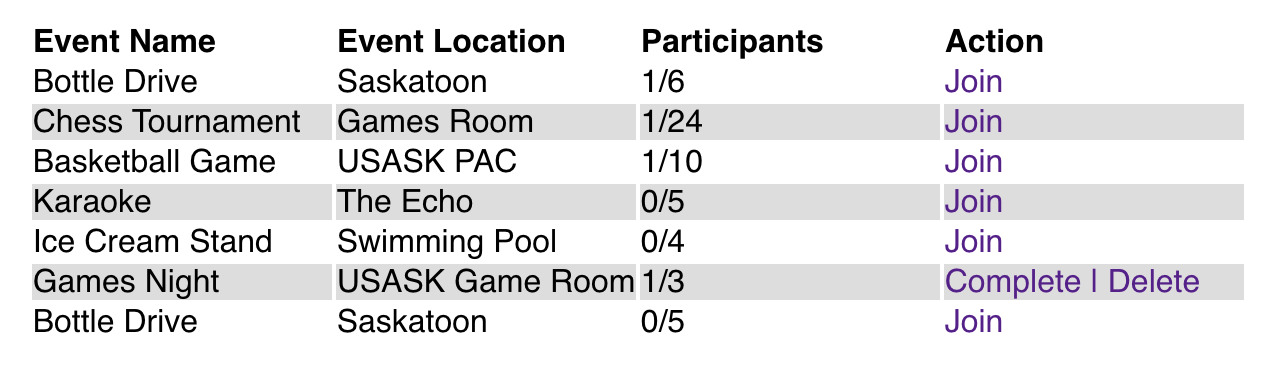 Event Name Event Location Participants Action
Bottle Drive Saskatoon 1/6 Join
Chess Tournament Games Room 1/24 Join
Basketball Game USASK PAC 1/10 Join
Karaoke The Echo 0/5 Join
Ice Cream Stand Swimming Pool 0/4 Join
Games Night USASK Game Room 1/3 Complete | Delete
Bottle Drive Saskatoon 0/5 Join